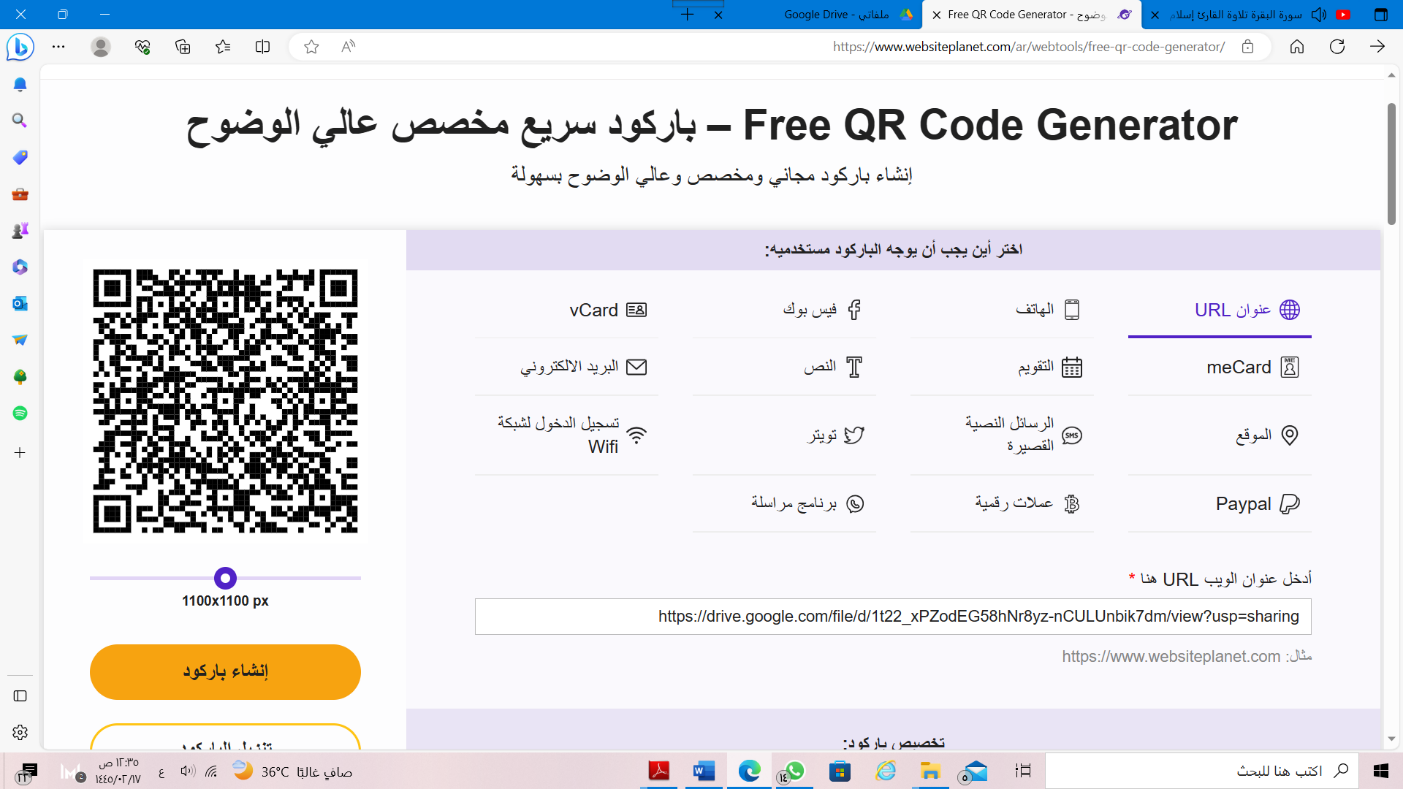 سورة البقرة تلاوة القارئ إسلام
Free QR Code Generator - وضوح
ملفاتي - Google Drive
https://www.websiteplanet.com/ar/webtools/free-qr-code-generator/
Free QR Code Generator – باركود سريع مخصص عالي الوضوح
إنشاء باركود مجاني ومخصص وعالي الوضوح بسهولة
اختر أين يجب أن يوجه الباركود مستخدميه:
عنوان URL
الهاتف
فيس بوك
vCard
meCard
التقويم
النص
البريد الالكتروني
الموقع
الرسائل النصية
القصيرة
تويتر
تسجيل الدخول لشبكة
Wifi
Paypal
عملات رقمية
برنامج مراسلة
أدخل عنوان الويب URL هنا *
https://drive.google.com/file/d/1t22_xPZodEG58hNr8yz-nCULUnbik7dm/view?usp=sharing
مثال: https://www.websiteplanet.com
تخصيص باركود:
1100x1100 px
إنشاء باركود
تنزيل الباركود
اكتب هنا للبحث
36°C صافي غالبًا
ع
١٢:٣٥ ص
١٤٤٥/٠٢/١٧